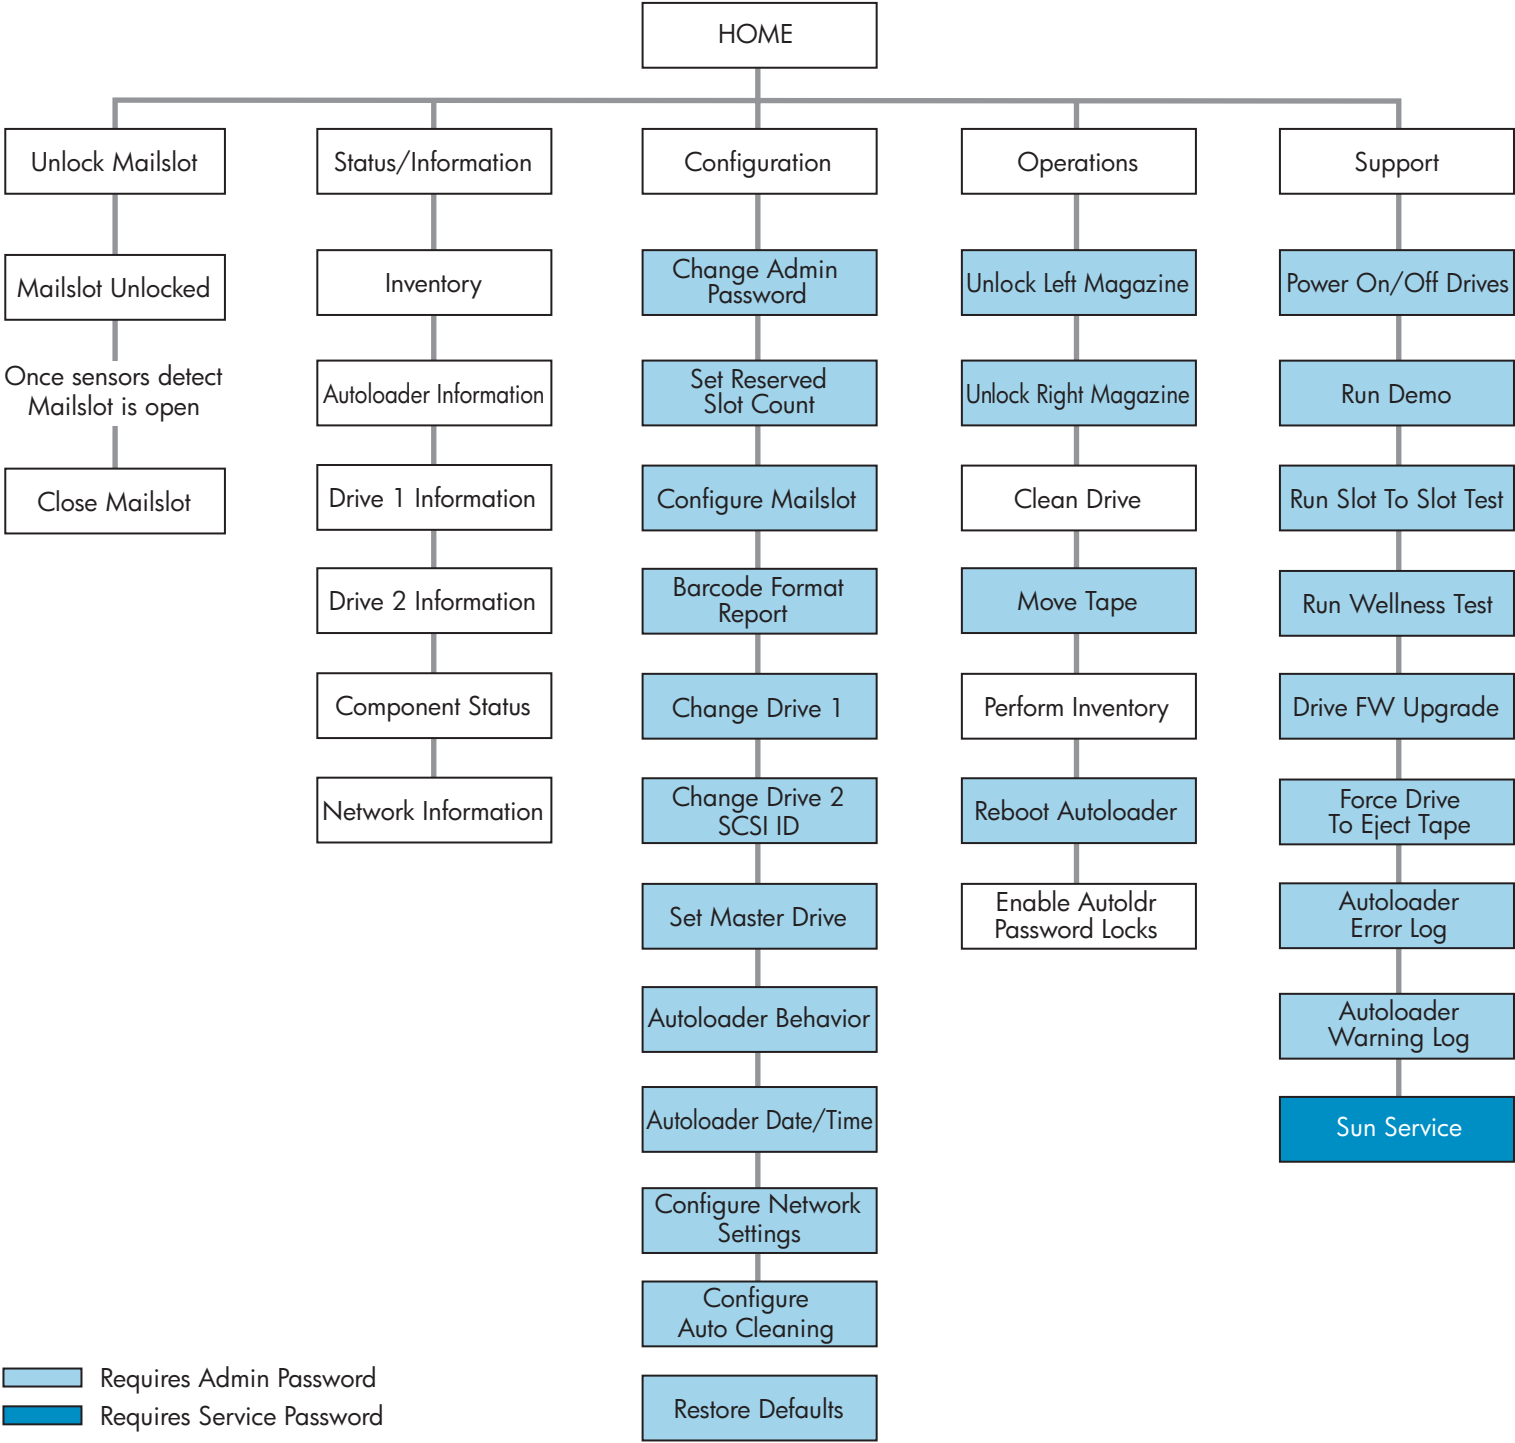 HOME
Unlock Mailslot
Mailslot Unlocked
Once sensors detect
Mailslot is open
Close Mailslot
Status/Information
Inventory
Autoloader Information
Drive 1 Information
Drive 2 Information
Component Status
Network Information
Configuration
Change Admin
Password
Set Reserved
Slot Count
Configure Mailslot
Barcode Format
Report
Change Drive 1
Change Drive 2
SCSI ID
Set Master Drive
Autoloader Behavior
Autoloader Date/Time
Configure Network
Settings
Configure
Auto Cleaning
Restore Defaults
Operations
Unlock Left Magazine
Unlock Right Magazine
Clean Drive
Move Tape
Perform Inventory
Reboot Autoloader
Enable Autoldr
Password Locks
Support
Power On/Off Drives
Run Demo
Run Slot To Slot Test
Run Wellness Test
Drive FW Upgrade
Force Drive
To Eject Tape
Autoloader
Error Log
Autoloader
Warning Log
Sun Service
Requires Admin Password
Requires Service Password